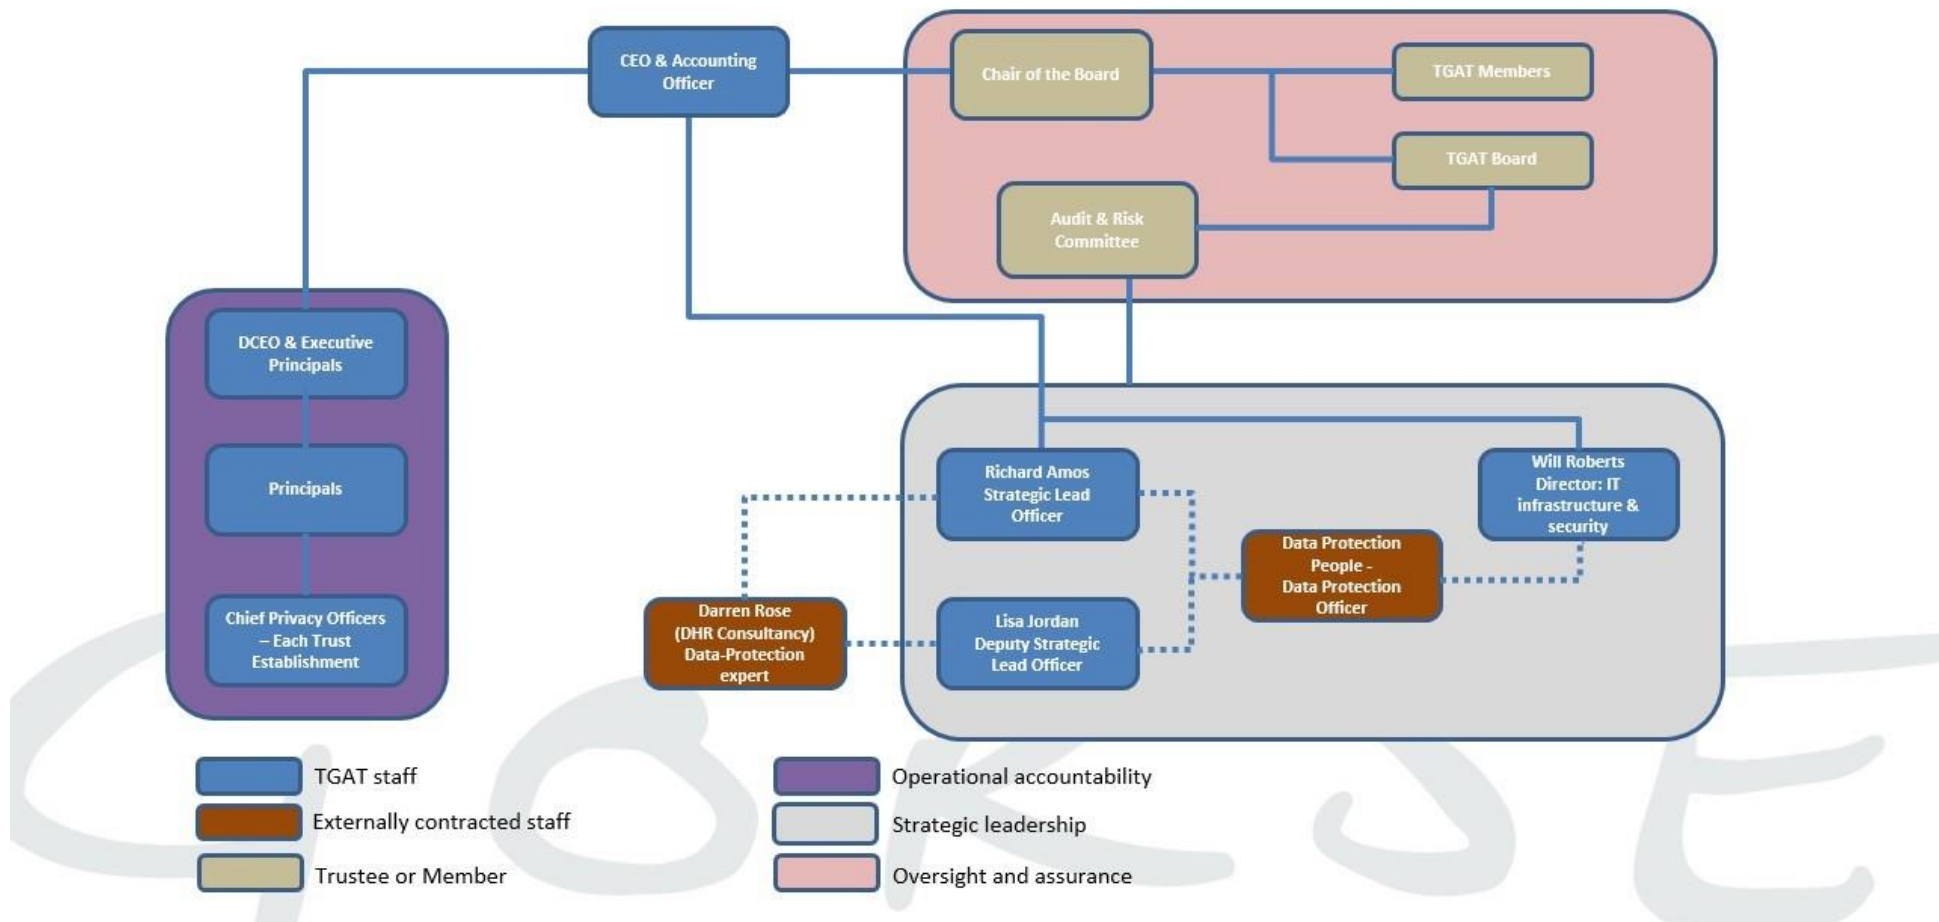 CEO & Accounting
Officer
Chair of the Board
TGAT Members
TGAT Board
Audit & Risk
Committee
DCEO & Executive
Principals
Principals
Chief Privacy Officers
– Each Trust
Establishment
Richard Amos
Strategic Lead
Officer
Will Roberts
Director: IT
infrastructure &
security
Data Protection
People -
Data Protection
Officer
Darren Rose
(DHR Consultancy)
Data-Protection
expert
Lisa Jordan
Deputy Strategic
Lead Officer
TGAT staff
Externally contracted staff
Trustee or Member
Operational accountability
Strategic leadership
Oversight and assurance
GORSE